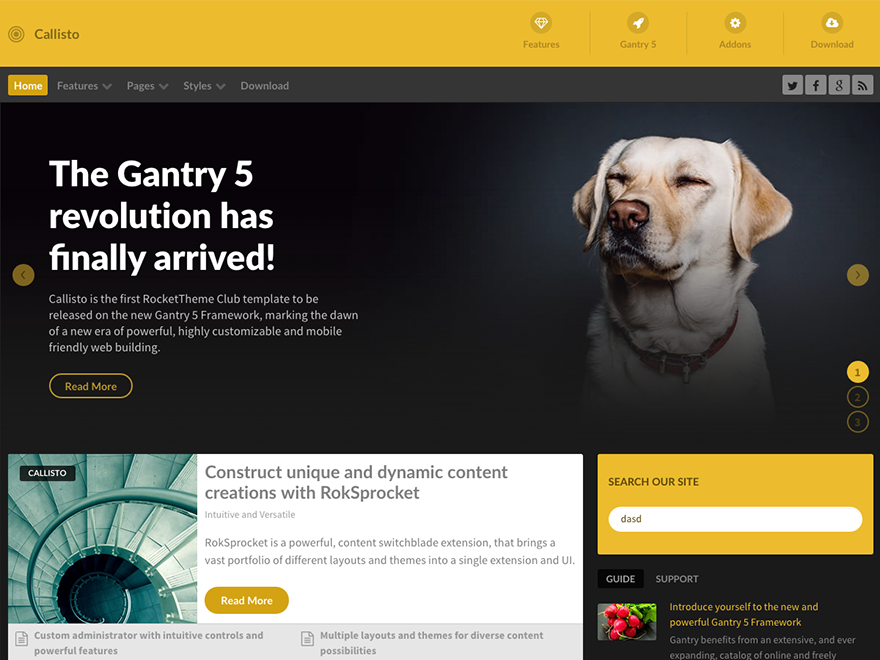 Callisto
Features
Gantry 5
Addons
Download
Home
Features
Pages
Styles
Download
The Gantry 5
revolution has
finally arrived!
Callisto is the first RocketTheme Club template to be
released on the new Gantry 5 Framework, marking the dawn
of a new era of powerful, highly customizable and mobile
friendly web building.
Read More
1
2
3
CALLISTO
Construct unique and dynamic content
creations with RokSprocket
Intuitive and Versatile
RokSprocket is a powerful, content switchblade extension, that brings a
vast portfolio of different layouts and themes into a single extension and UI.
Read More
Custom administrator with intuitive controls and
powerful features
Multiple layouts and themes for diverse content
possibilities
SEARCH OUR SITE
dasd
GUIDE
SUPPORT
Introduce yourself to the new and
powerful Gantry 5 Framework
Gantry benefits from an extensive, and ever
expanding, catalog of online and freely